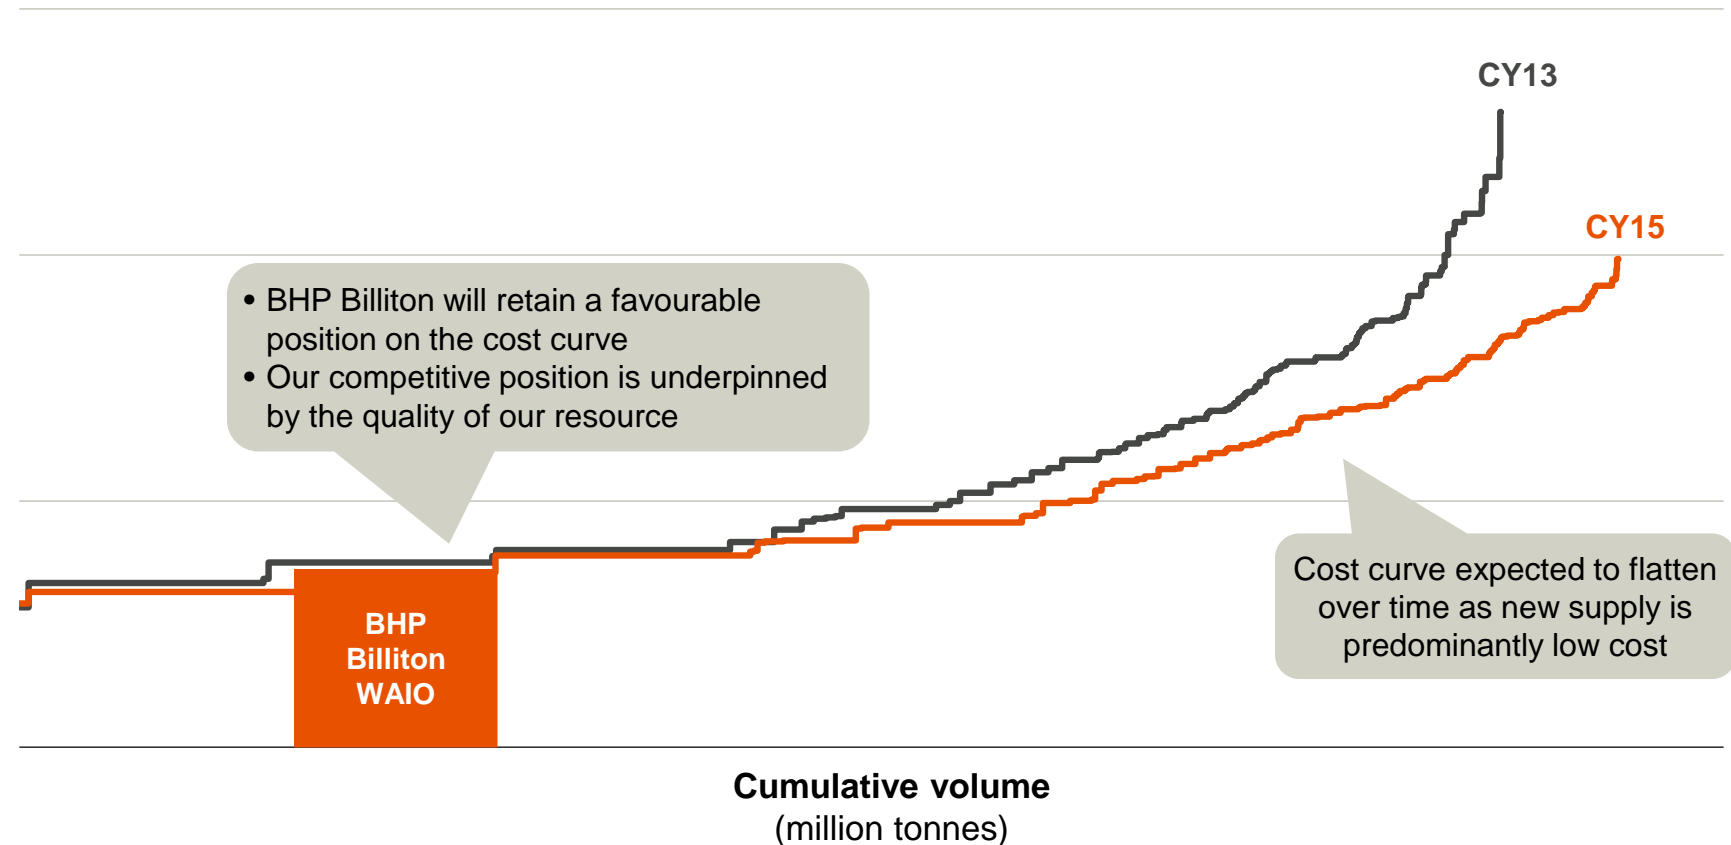 CY13
CY15
• BHP Billiton will retain a favourable
position on the cost curve
• Our competitive position is underpinned
by the quality of our resource
Cost curve expected to flatten
over time as new supply is
predominantly low cost
BHP
Billiton
WAIO
Cumulative volume
(million tonnes)